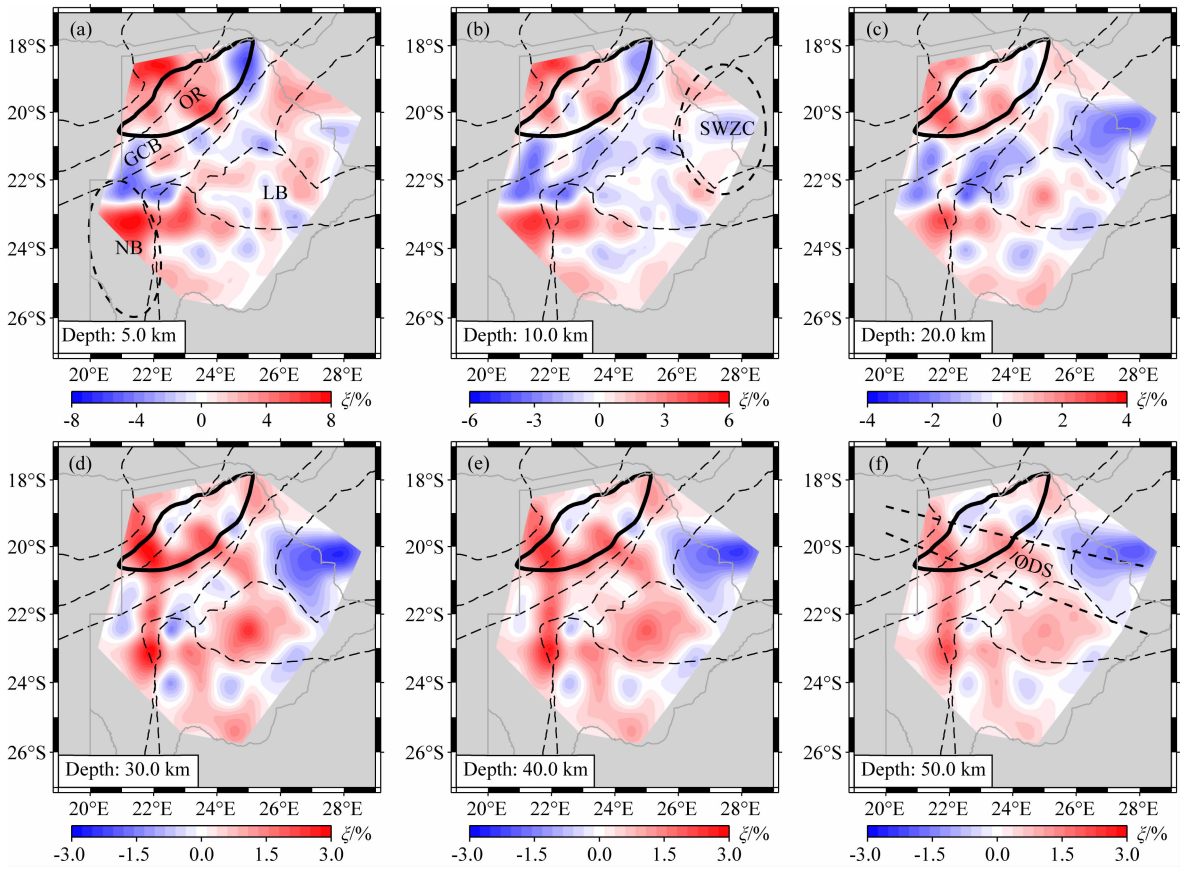 (a) (b) (c)
18°S 18°S 18°S
20°S 20°S 20°S
22°S 22°S 22°S
24°S 24°S 24°S
26°S 26°S 26°S
OR
GCB
LB
NB
SWZC
Depth: 5.0 km Depth: 10.0 km Depth: 20.0 km
20°E 22°E 24°E 26°E 28°E 20°E 22°E 24°E 26°E 28°E 20°E 22°E 24°E 26°E 28°E
ξ/% ξ/% ξ/%
-8 -4 0 4 8 -6 -3 0 3 6 -4 -2 0 2 4
(d) (e) (f)
18°S 18°S 18°S
20°S 20°S 20°S
22°S 22°S 22°S
24°S 24°S 24°S
26°S 26°S 26°S
ODS
Depth: 30.0 km Depth: 40.0 km Depth: 50.0 km
20°E 22°E 24°E 26°E 28°E 20°E 22°E 24°E 26°E 28°E 20°E 22°E 24°E 26°E 28°E
ξ/% ξ/% ξ/%
-3.0 -1.5 0.0 1.5 3.0 -3.0 -1.5 0.0 1.5 3.0 -3.0 -1.5 0.0 1.5 3.0